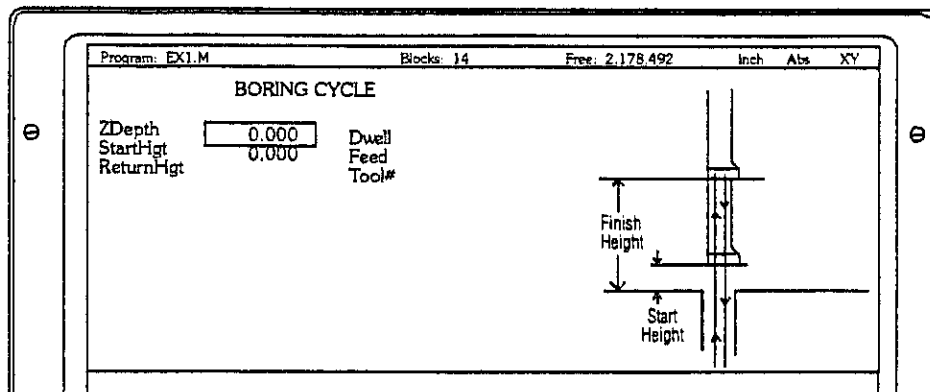 Program: EX1.M Blocks: 14 Free: 2,178,492 Inch Abs XY
BORING CYCLE
ZDepth 0.000 Dwell
StartHgt 0.000 Feed
ReturnHgt Tool#
Finish
Height
Start
Height